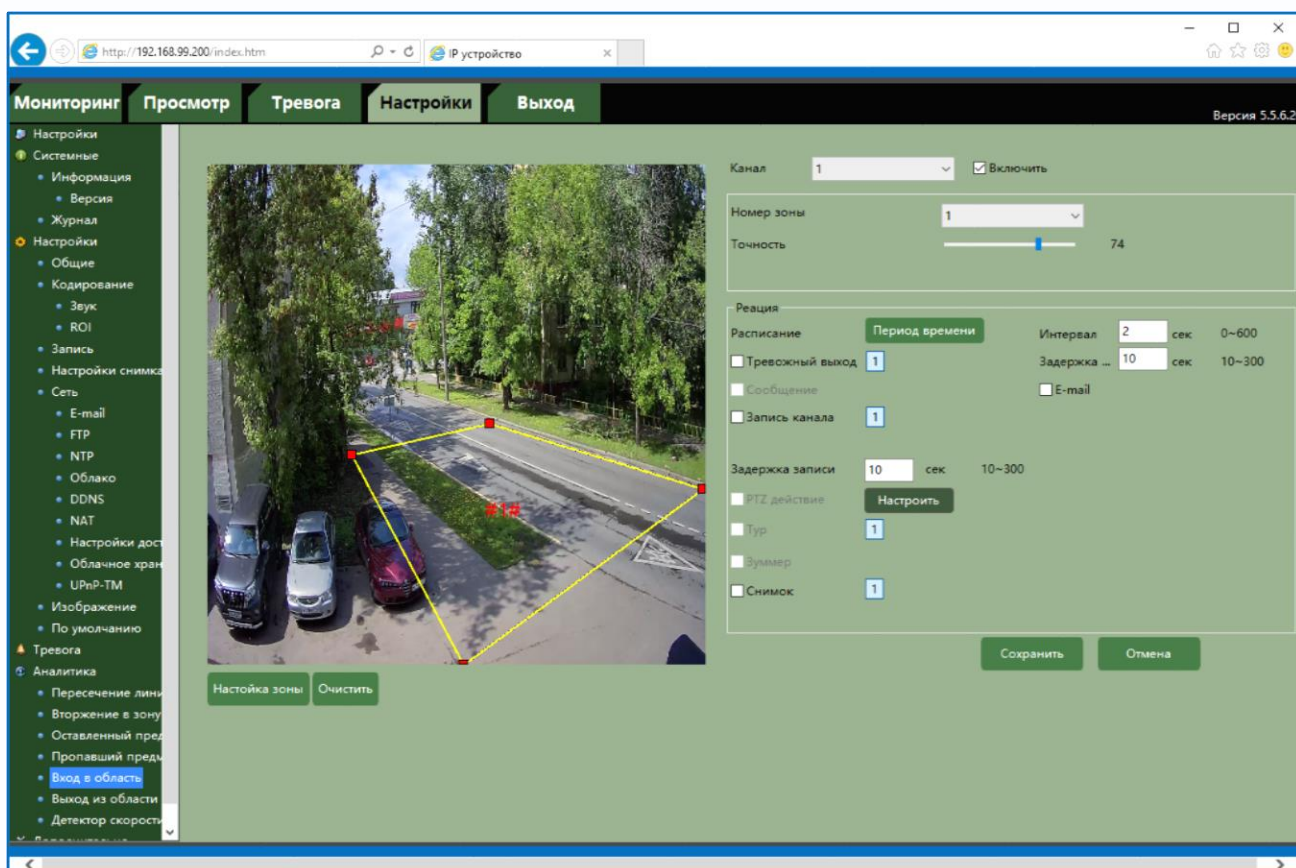 http://192.168.99.200/index.htm
IP устройство
Мониторинг Просмотр Тревога Настройки Выход
Версия 5.5.6.2
Настройки
Системные
Информация
Версия
Журнал
Настройки
Общие
Кодирование
Звук
ROI
Запись
Настройки снимка
Сеть
E-mail
FTP
NTP
Облако
DDNS
NAT
Настройки дост
Облачное хран
UPnP-TM
Изображение
По умолчанию
Тревога
Аналитика
Пересечение лини
Вторжение в зону
Оставленный пред
Пропавший предм
Вход в область
Выход из области
Детектор скорости
#1#
Настойка зоны Очистить
Канал 1 Включить
Номер зоны 1
Точность 74
Реация
Расписание Период времени Интервал 2 сек 0~600
Тревожный выход 1 Задержка ... 10 сек 10~300
Сообщение E-mail
Запись канала 1
Задержка записи 10 сек 10~300
PTZ действие Настроить
Тур 1
Зуммер
Снимок 1
Сохранить Отмена